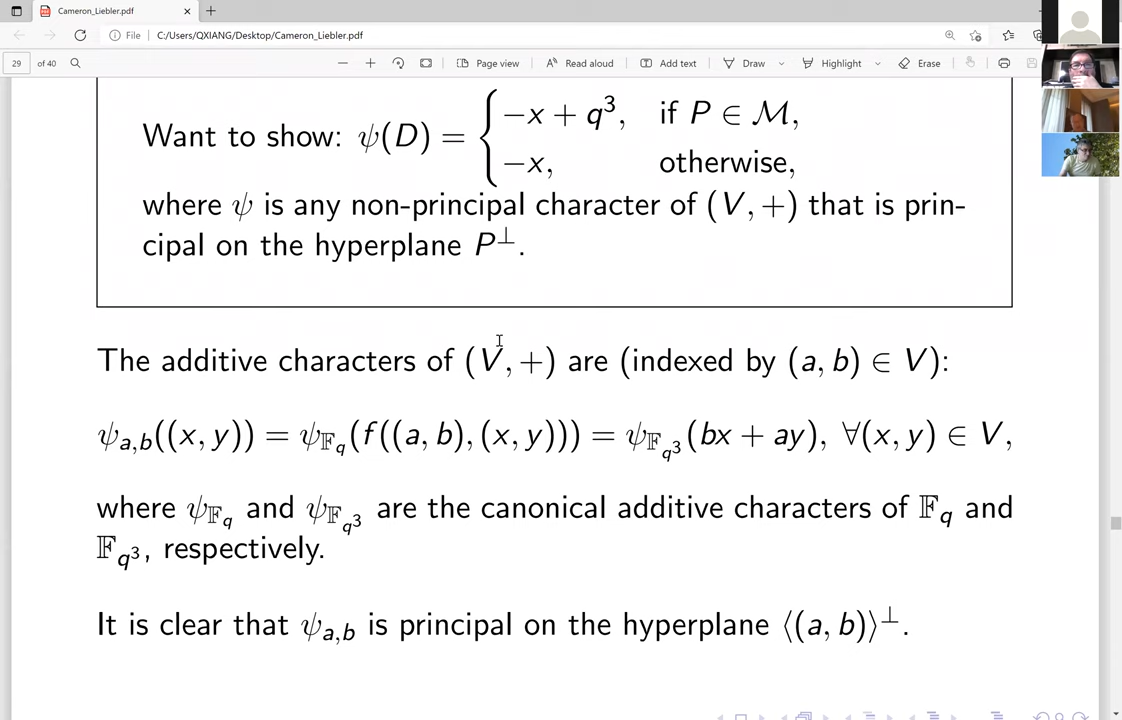 Cameron_Liebler.pdf
File C:/Users/QXIANG/Desktop/Cameron_Liebler.pdf
29 of 40 Page view Read aloud Add text Draw Highlight Erase
Want to show: ψ(D) = { −x + q³, if P ∈ ℳ,
−x, otherwise,
where ψ is any non-principal character of (V, +) that is prin-
cipal on the hyperplane P⊥.
The additive characters of (V, +) are (indexed by (a, b) ∈ V):
ψ_{a,b}((x, y)) = ψ_{𝔽_q}(f((a, b), (x, y))) = ψ_{𝔽_{q³}}(bx + ay), ∀(x, y) ∈ V,
where ψ_{𝔽_q} and ψ_{𝔽_{q³}} are the canonical additive characters of 𝔽_q and
𝔽_{q³}, respectively.
It is clear that ψ_{a,b} is principal on the hyperplane ⟨(a, b)⟩⊥.